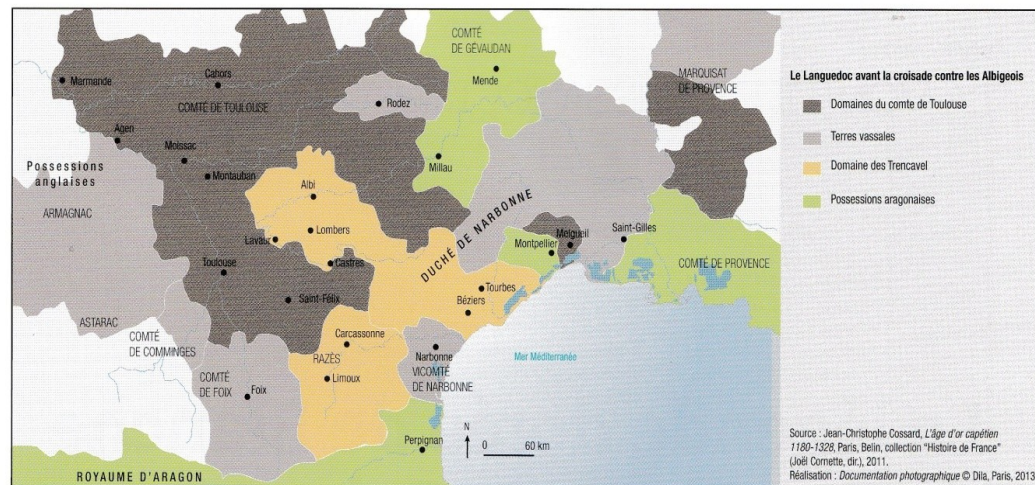 COMTÉ
DE GÉVAUDAN
Mende
Marmande
Cahors
COMTÉ DE TOULOUSE
Rodez
MARQUISAT
DE PROVENCE
Agen
Moissac
Montauban
Millau
Possessions
anglaises
ARMAGNAC
Albi
Lombers
Lavaur
Castres
Toulouse
Saint-Félix
DUCHÉ DE NARBONNE
Montpellier
Melgueil
Saint-Gilles
COMTÉ DE PROVENCE
Tourbes
Béziers
ASTARAC
COMTÉ
DE COMMINGES
COMTÉ
DE FOIX
Foix
Carcassonne
RAZÈS
Limoux
Narbonne
VICOMTÉ
DE NARBONNE
Mer Méditerranée
Perpignan
N
0 60 km
ROYAUME D'ARAGON
Le Languedoc avant la croisade contre les Albigeois
Domaines du comte de Toulouse
Terres vassales
Domaine des Trencavel
Possessions aragonaises
Source : Jean-Christophe Cossard, L'âge d'or capétien
1180-1328, Paris, Belin, collection "Histoire de France"
(Joël Cornette, dir.), 2011.
Réalisation : Documentation photographique © Dila, Paris, 2013